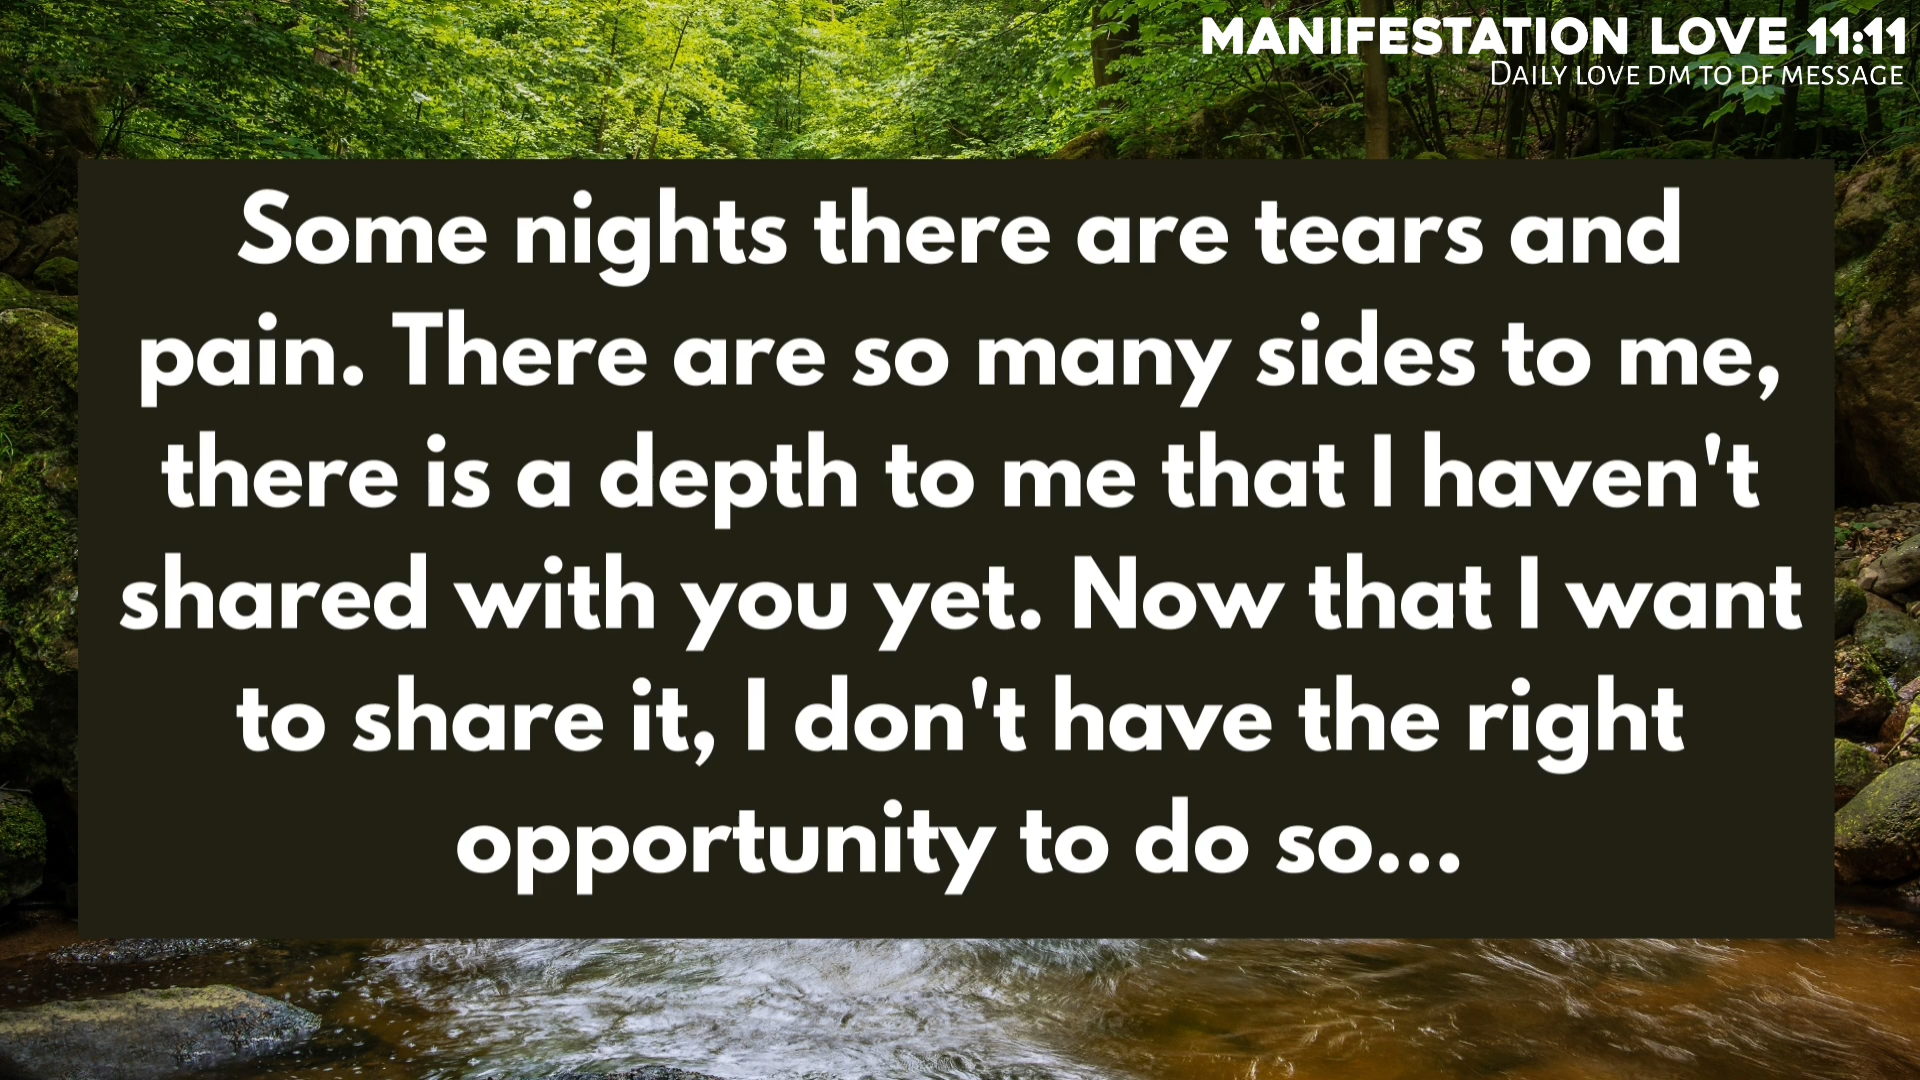 MANIFESTATION LOVE 11:11
DAILY LOVE DM TO DF MESSAGE
Some nights there are tears and
pain. There are so many sides to me,
there is a depth to me that I haven't
shared with you yet. Now that I want
to share it, I don't have the right
opportunity to do so...